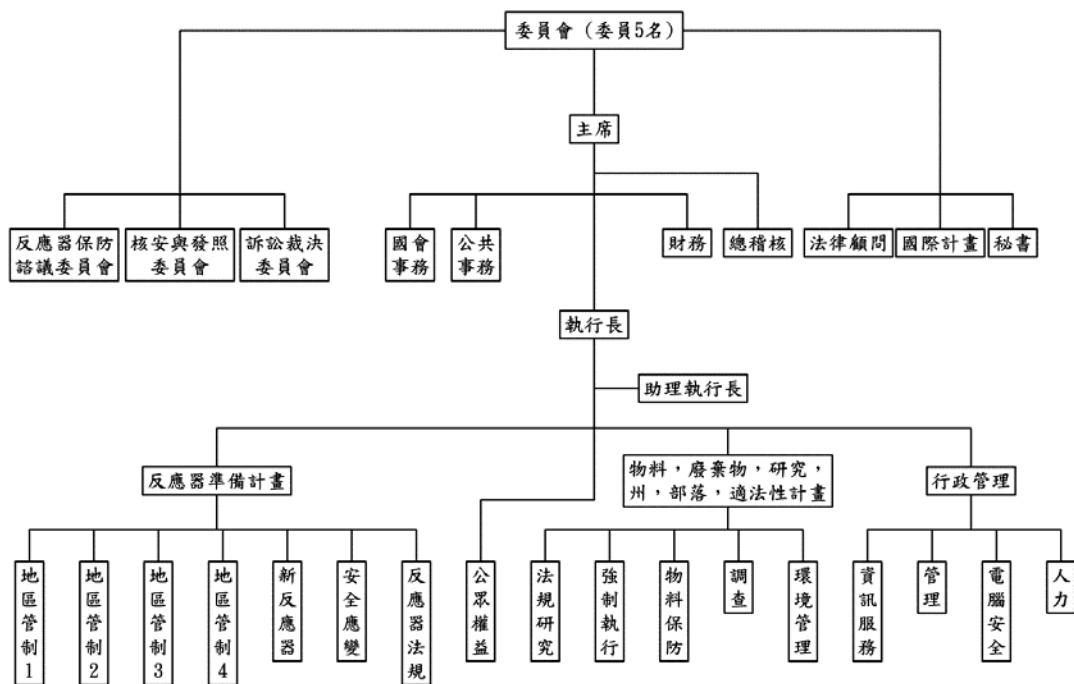 委員會（委員5名）
主席
反應器保防
諮議委員會
核安與發照
委員會
訴訟裁決
委員會
國會
事務
公共
事務
財務
總稽核
法律顧問
國際計畫
秘書
執行長
助理執行長
反應器準備計畫
物料，廢棄物，研究，
州，部落，適法性計畫
行政管理
地區管制1
地區管制2
地區管制3
地區管制4
新反應器
安全應變
反應器法規
公眾權益
法規研究
強制執行
物料保防
調查
環境管理
資訊服務
管理
電腦安全
人力